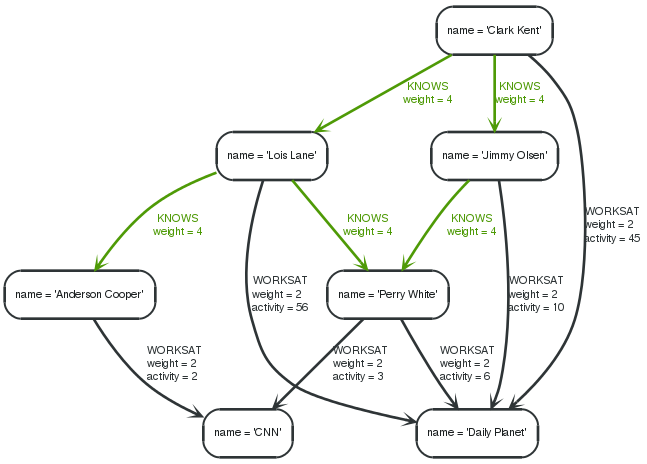 name = 'Clark Kent'
KNOWS
weight = 4
KNOWS
weight = 4
name = 'Lois Lane'
name = 'Jimmy Olsen'
WORKSAT
weight = 2
activity = 45
KNOWS
weight = 4
KNOWS
weight = 4
KNOWS
weight = 4
name = 'Anderson Cooper'
WORKSAT
weight = 2
activity = 56
name = 'Perry White'
WORKSAT
weight = 2
activity = 10
WORKSAT
weight = 2
activity = 2
WORKSAT
weight = 2
activity = 3
WORKSAT
weight = 2
activity = 6
name = 'CNN'
name = 'Daily Planet'